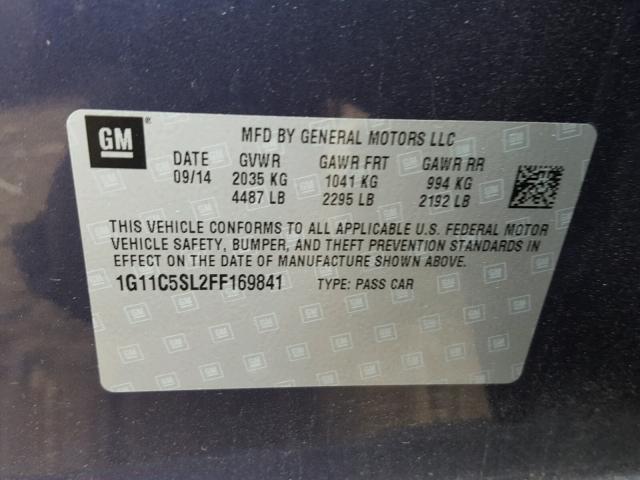 GM ® MFD BY GENERAL MOTORS LLC
DATE GVWR GAWR FRT GAWR RR
09/14 2035 KG 1041 KG 994 KG
4487 LB 2295 LB 2192 LB
THIS VEHICLE CONFORMS TO ALL APPLICABLE U.S. FEDERAL MOTOR
VEHICLE SAFETY, BUMPER, AND THEFT PREVENTION STANDARDS IN
EFFECT ON THE DATE OF MANUFACTURE SHOWN ABOVE.
1G11C5SL2FF169841 TYPE: PASS CAR